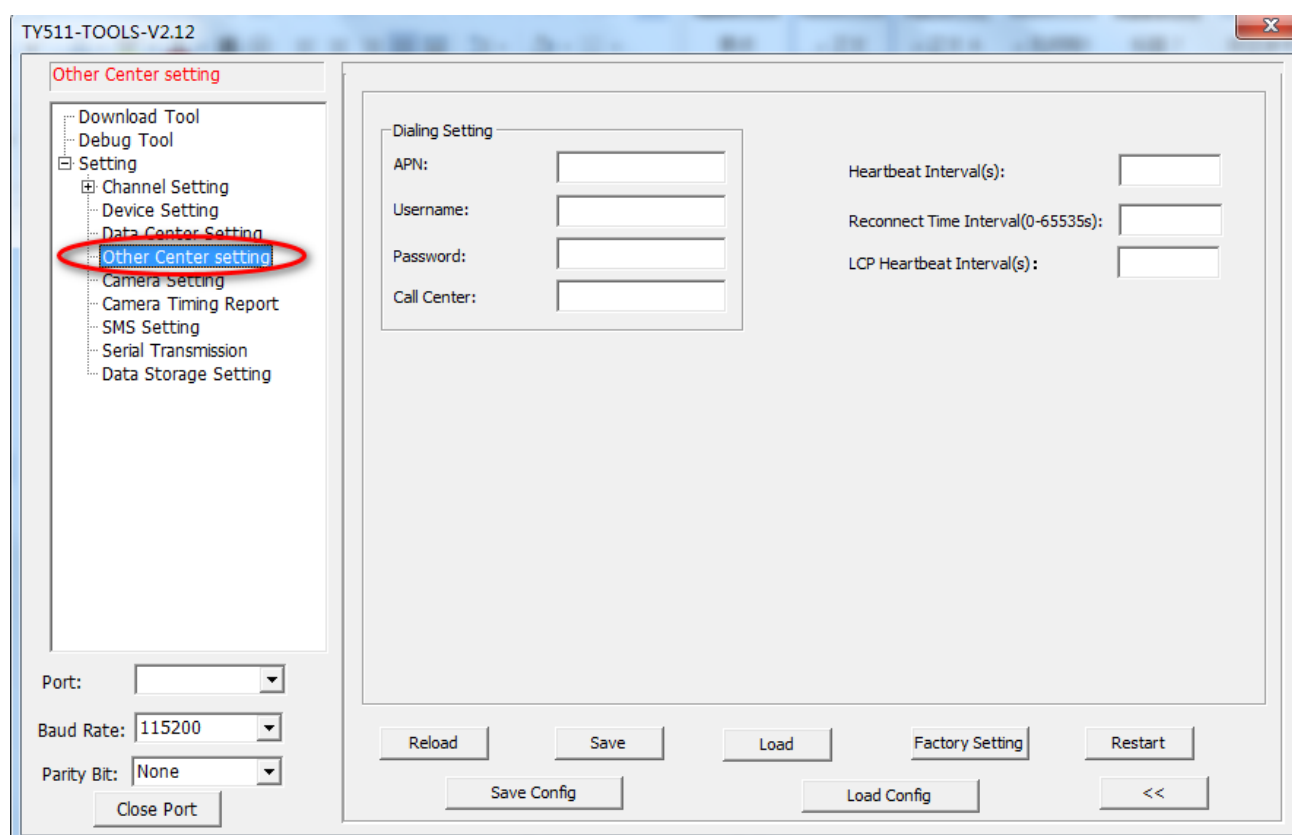 TY511-TOOLS-V2.12
X
Other Center setting
Download Tool
Debug Tool
Setting
Channel Setting
Device Setting
Data Center Setting
Other Center setting
Camera Setting
Camera Timing Report
SMS Setting
Serial Transmission
Data Storage Setting
Port:
Baud Rate: 115200
Parity Bit: None
Close Port
Dialing Setting
APN:
Username:
Password:
Call Center:
Heartbeat Interval(s):
Reconnect Time Interval(0-65535s):
LCP Heartbeat Interval(s):
Reload Save Load Factory Setting Restart
Save Config Load Config <<